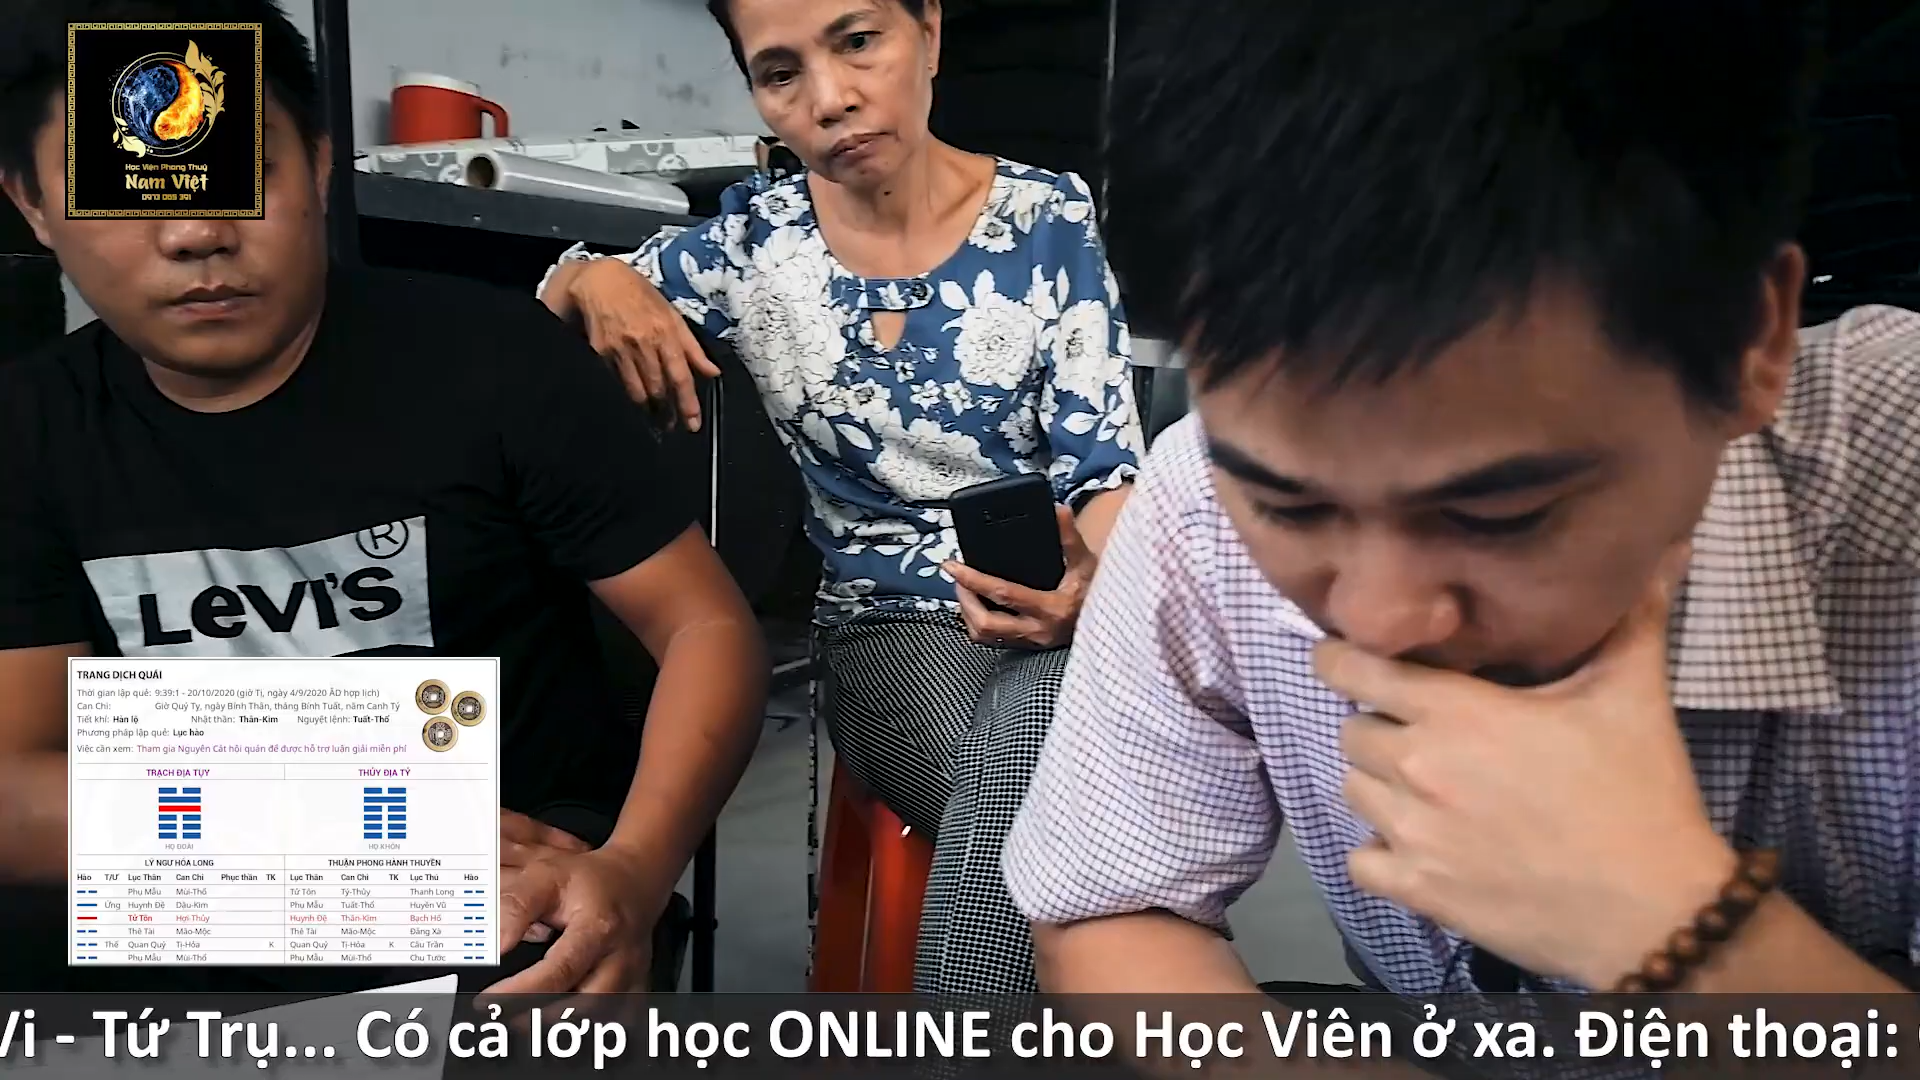 Học Viện Phong Thuỷ
Nam Việt
0973 085 391
LEVI'S
®
TRANG DỊCH QUÁI
Thời gian lập quẻ: 9:39:1 - 20/10/2020 (giờ Tị, ngày 4/9/2020 ÂD hợp lịch)
Can Chi: Giờ Quý Tỵ, ngày Bính Thân, tháng Bính Tuất, năm Canh Tý
Tiết khí: Hàn lộ Nhật thần: Thân-Kim Nguyệt lệnh: Tuất-Thổ
Phương pháp lập quẻ: Lục hào
Việc cần xem: Tham gia Nguyên Cát hội quán để được hỗ trợ luận giải miễn phí
TRẠCH ĐỊA TỤY THỦY ĐỊA TỶ
HỌ ĐOÀI HỌ KHÔN
LÝ NGƯ HÓA LONG THUẬN PHONG HÀNH THUYỀN
Hào T/Ư Lục Thân Can Chi Phục thần TK Lục Thân Can Chi TK Lục Thú Hào
Phụ Mẫu Mùi-Thổ Tử Tôn Tý-Thủy Thanh Long
Ứng Huynh Đệ Dậu-Kim Phụ Mẫu Tuất-Thổ Huyền Vũ
Tử Tôn Hợi-Thủy Huynh Đệ Thân-Kim Bạch Hổ
Thê Tài Mão-Mộc Thê Tài Mão-Mộc Đằng Xà
Thế Quan Quỷ Tị-Hỏa K Quan Quỷ Tị-Hỏa K Câu Trần
Phụ Mẫu Mùi-Thổ Phụ Mẫu Mùi-Thổ Chu Tước
Vi - Tứ Trụ... Có cả lớp học ONLINE cho Học Viên ở xa. Điện thoại: